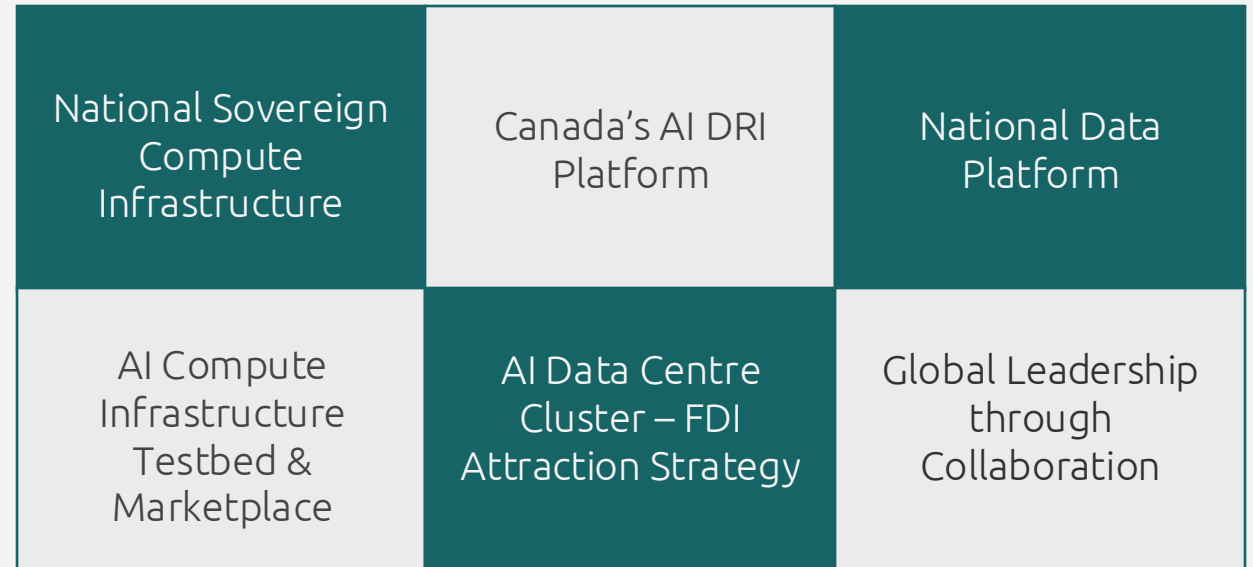 National Sovereign
Compute
Infrastructure
Canada’s AI DRI
Platform
National Data
Platform
AI Compute
Infrastructure
Testbed &
Marketplace
AI Data Centre
Cluster – FDI
Attraction Strategy
Global Leadership
through
Collaboration